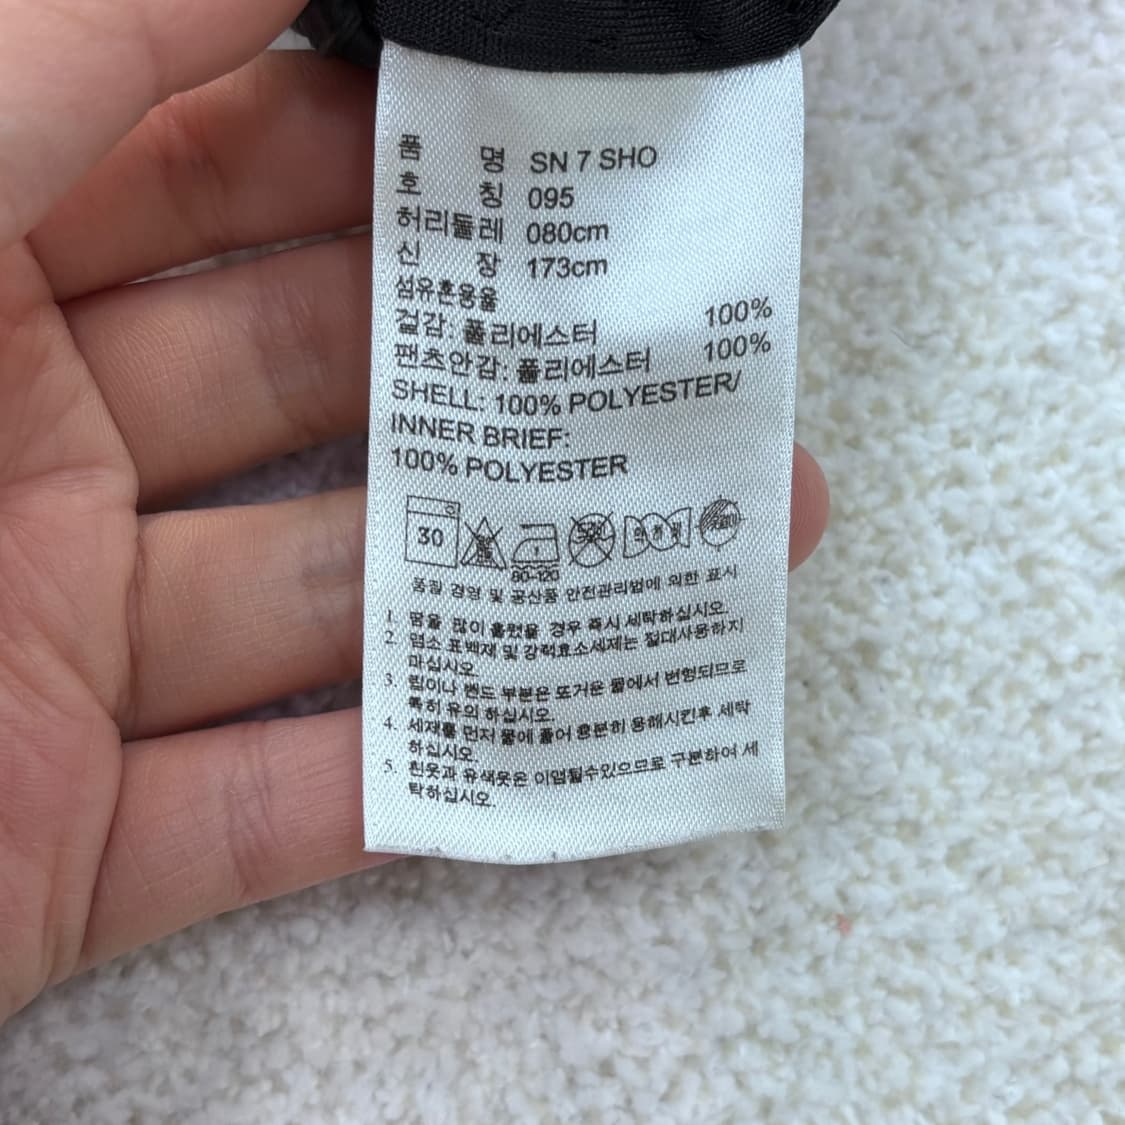 품 명 SN 7 SHO
호 칭 095
허리둘레 080cm
신 장 173cm
섬유혼용율
겉감: 폴리에스터 100%
팬츠안감: 폴리에스터 100%
SHELL: 100% POLYESTER/
INNER BRIEF:
100% POLYESTER
30
80-120
품질 경영 및 공산품 안전관리법에 의한 표시
1. 땀을 많이 흘렸을 경우 즉시 세탁하십시오.
2. 염소 표백제 및 강력효소세제는 절대사용하지
마십시오.
3. 립이나 밴드 부분은 뜨거운 물에서 변형되므로
특히 유의 하십시오.
4. 세제를 먼저 물에 풀어 충분히 용해시킨후 세탁
하십시오.
5. 흰옷과 유색옷은 이염될수있으므로 구분하여 세
탁하십시오.